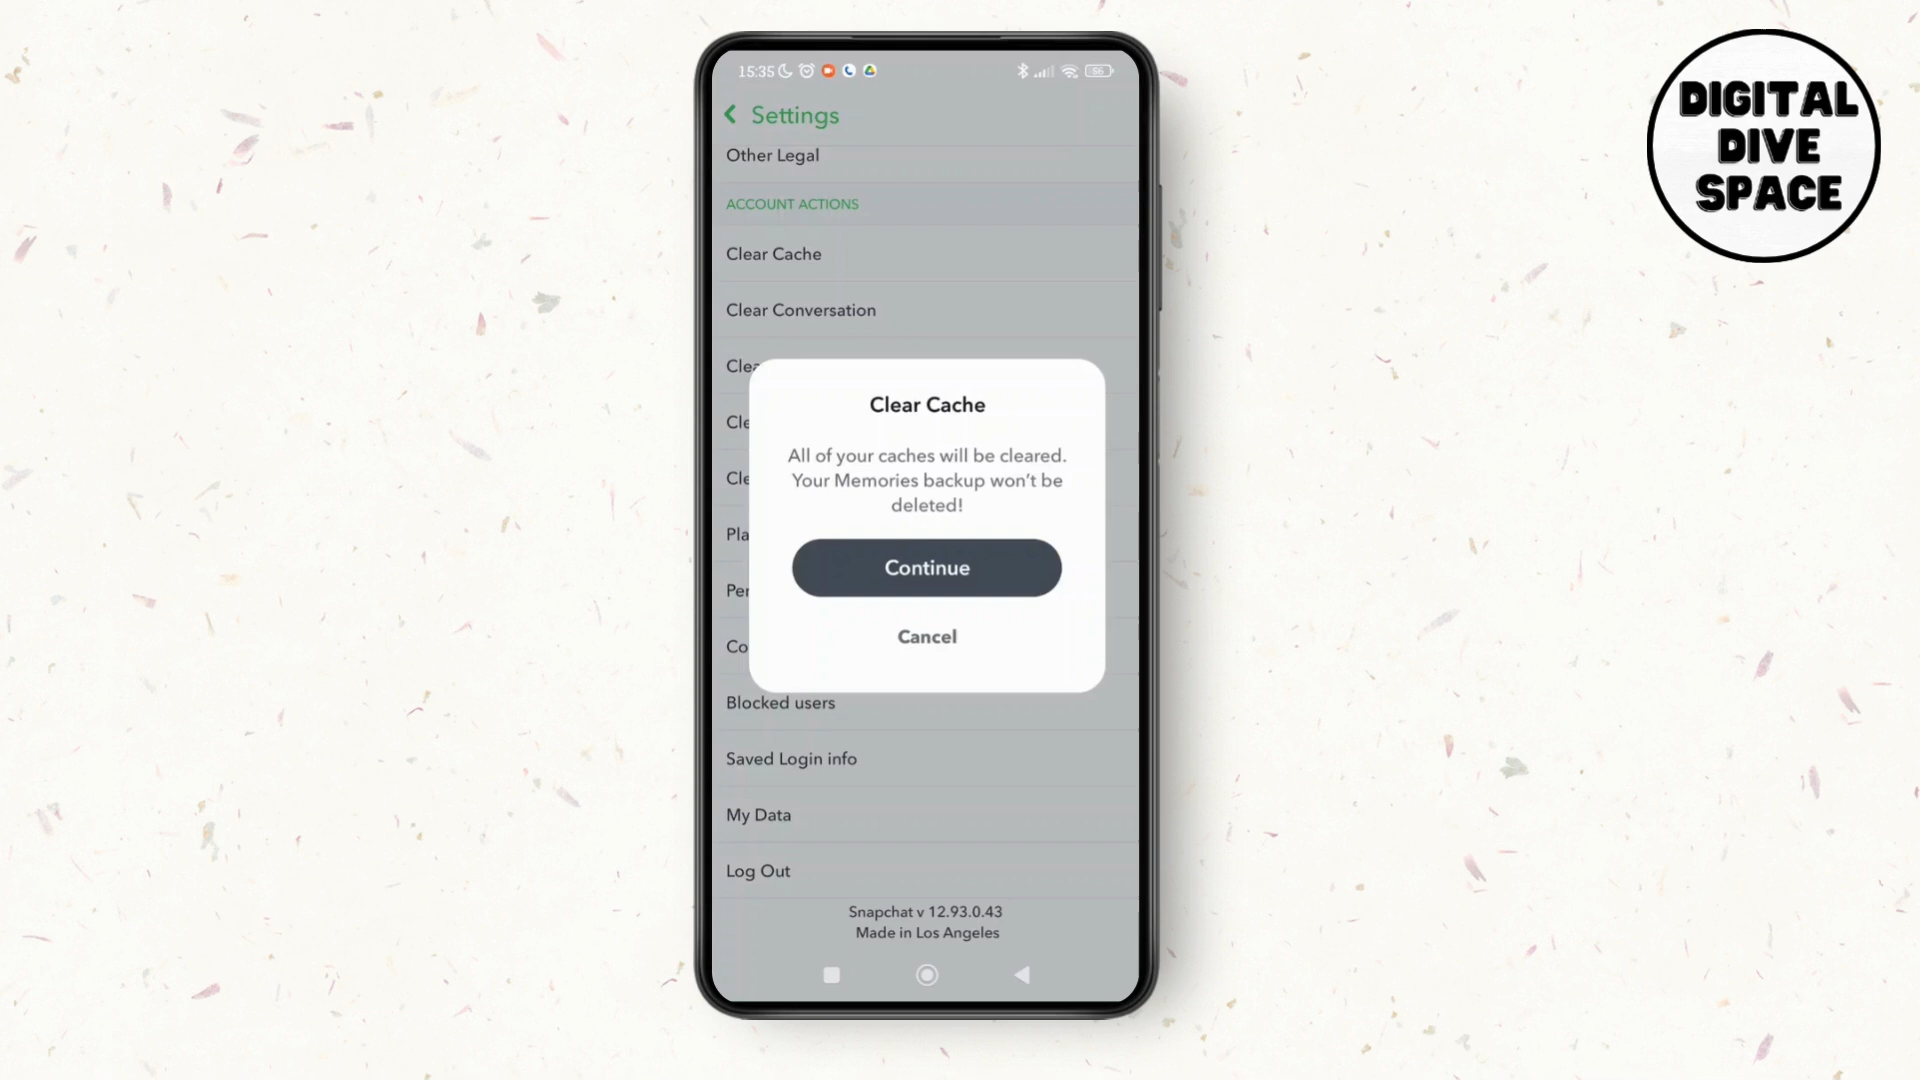 15:35
56
Settings
Other Legal
ACCOUNT ACTIONS
Clear Cache
Clear Conversation
Clea
Cle
Cle
Pla
Per
Co
Clear Cache
All of your caches will be cleared.
Your Memories backup won't be
deleted!
Continue
Cancel
Blocked users
Saved Login info
My Data
Log Out
Snapchat v 12.93.0.43
Made in Los Angeles
DIGITAL
DIVE
SPACE